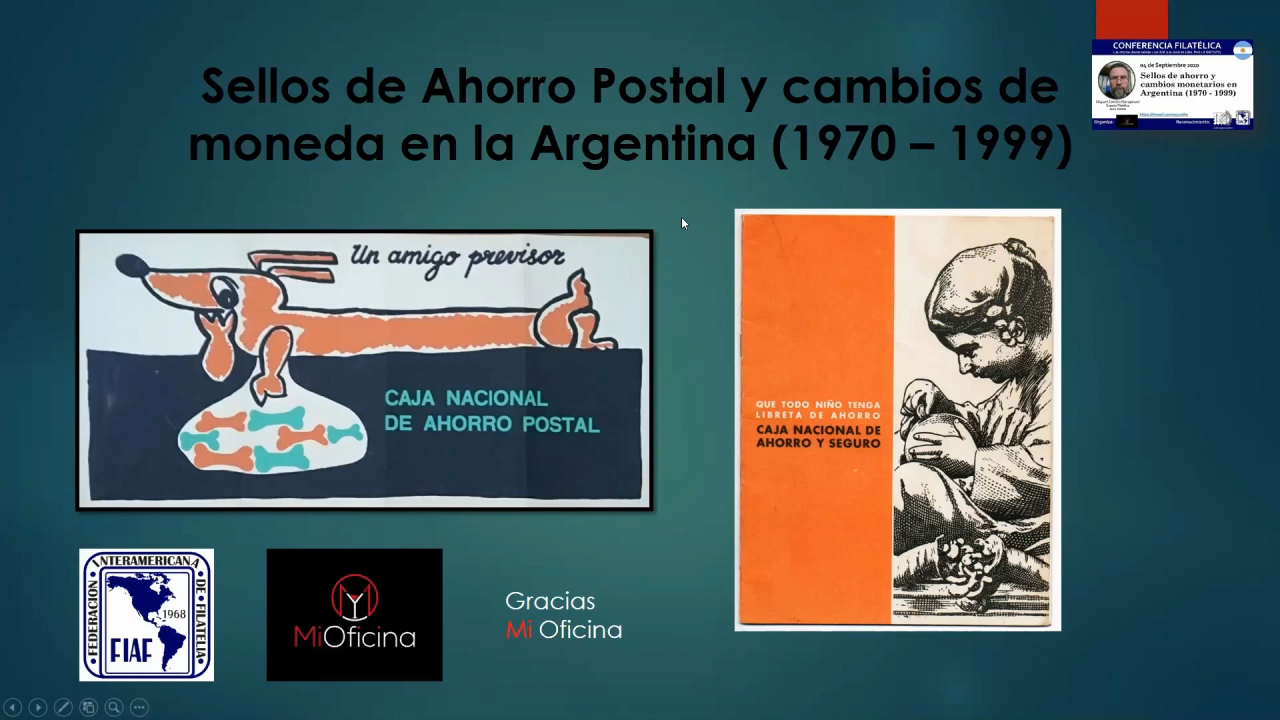 Sellos de Ahorro Postal y cambios de
moneda en la Argentina (1970 – 1999)
CONFERENCIA FILATÉLICA
04 de Septiembre 2020
Sellos de ahorro y
cambios monetarios en
Argentina (1970 - 1999)
Organiza:
Reconocimiento:
Un amigo previsor
CAJA NACIONAL
DE AHORRO POSTAL
QUE TODO NIÑO TENGA
LIBRETA DE AHORRO
CAJA NACIONAL DE
AHORRO Y SEGURO
FEDERACION INTERAMERICANA DE FILATELIA
1968
FIAF
MiOficina
Gracias
Mi Oficina